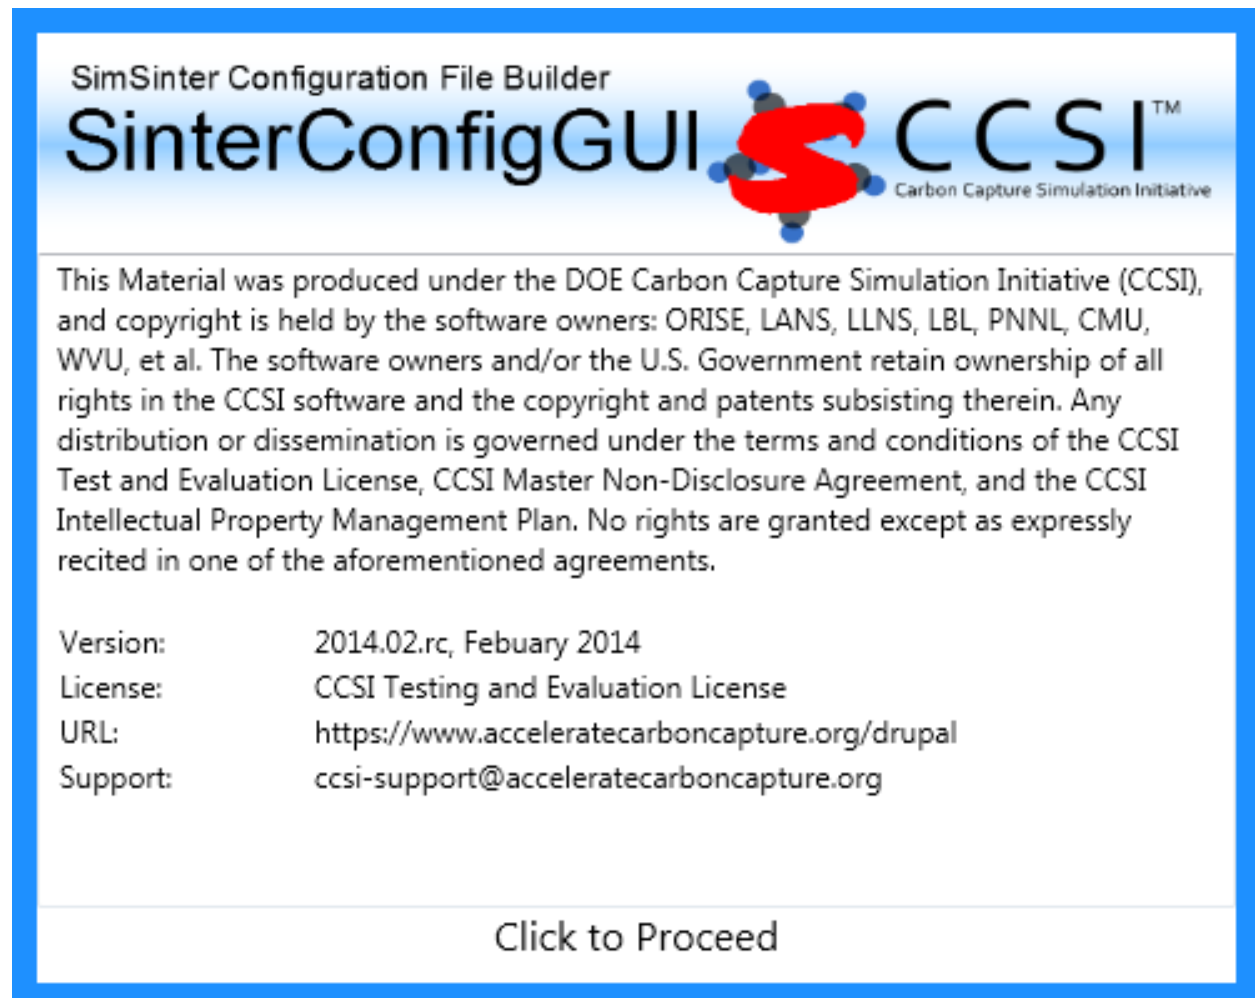 SimSinter Configuration File Builder
SinterConfigGUI
S
CCSI™
Carbon Capture Simulation Initiative
This Material was produced under the DOE Carbon Capture Simulation Initiative (CCSI),
and copyright is held by the software owners: ORISE, LANS, LLNS, LBL, PNNL, CMU,
WVU, et al. The software owners and/or the U.S. Government retain ownership of all
rights in the CCSI software and the copyright and patents subsisting therein. Any
distribution or dissemination is governed under the terms and conditions of the CCSI
Test and Evaluation License, CCSI Master Non-Disclosure Agreement, and the CCSI
Intellectual Property Management Plan. No rights are granted except as expressly
recited in one of the aforementioned agreements.
Version: 2014.02.rc, Febuary 2014
License: CCSI Testing and Evaluation License
URL: https://www.acceleratecarboncapture.org/drupal
Support: ccsi-support@acceleratecarboncapture.org
Click to Proceed